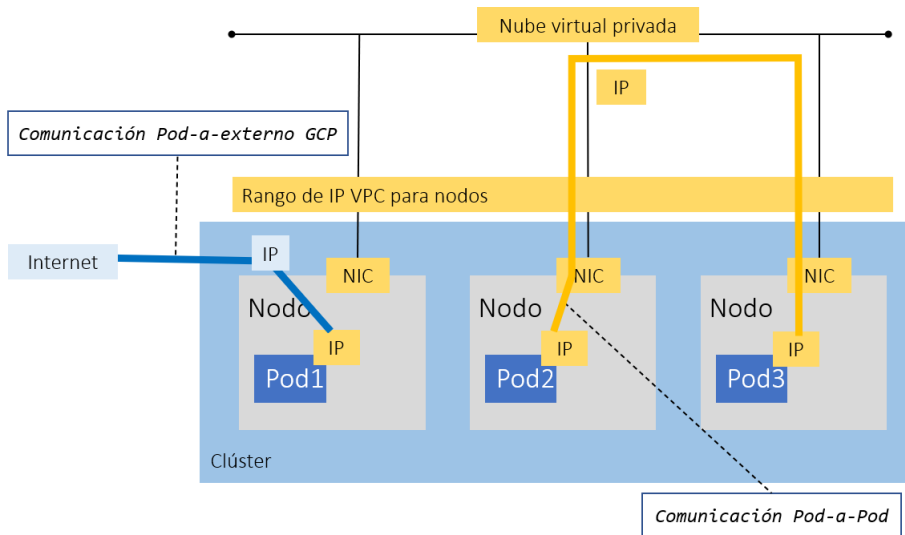 Nube virtual privada
IP
Comunicación Pod-a-externo GCP
Rango de IP VPC para nodos
Internet
IP
NIC
NIC
NIC
Nodo
Nodo
Nodo
IP
IP
IP
Pod1
Pod2
Pod3
Clúster
Comunicación Pod-a-Pod